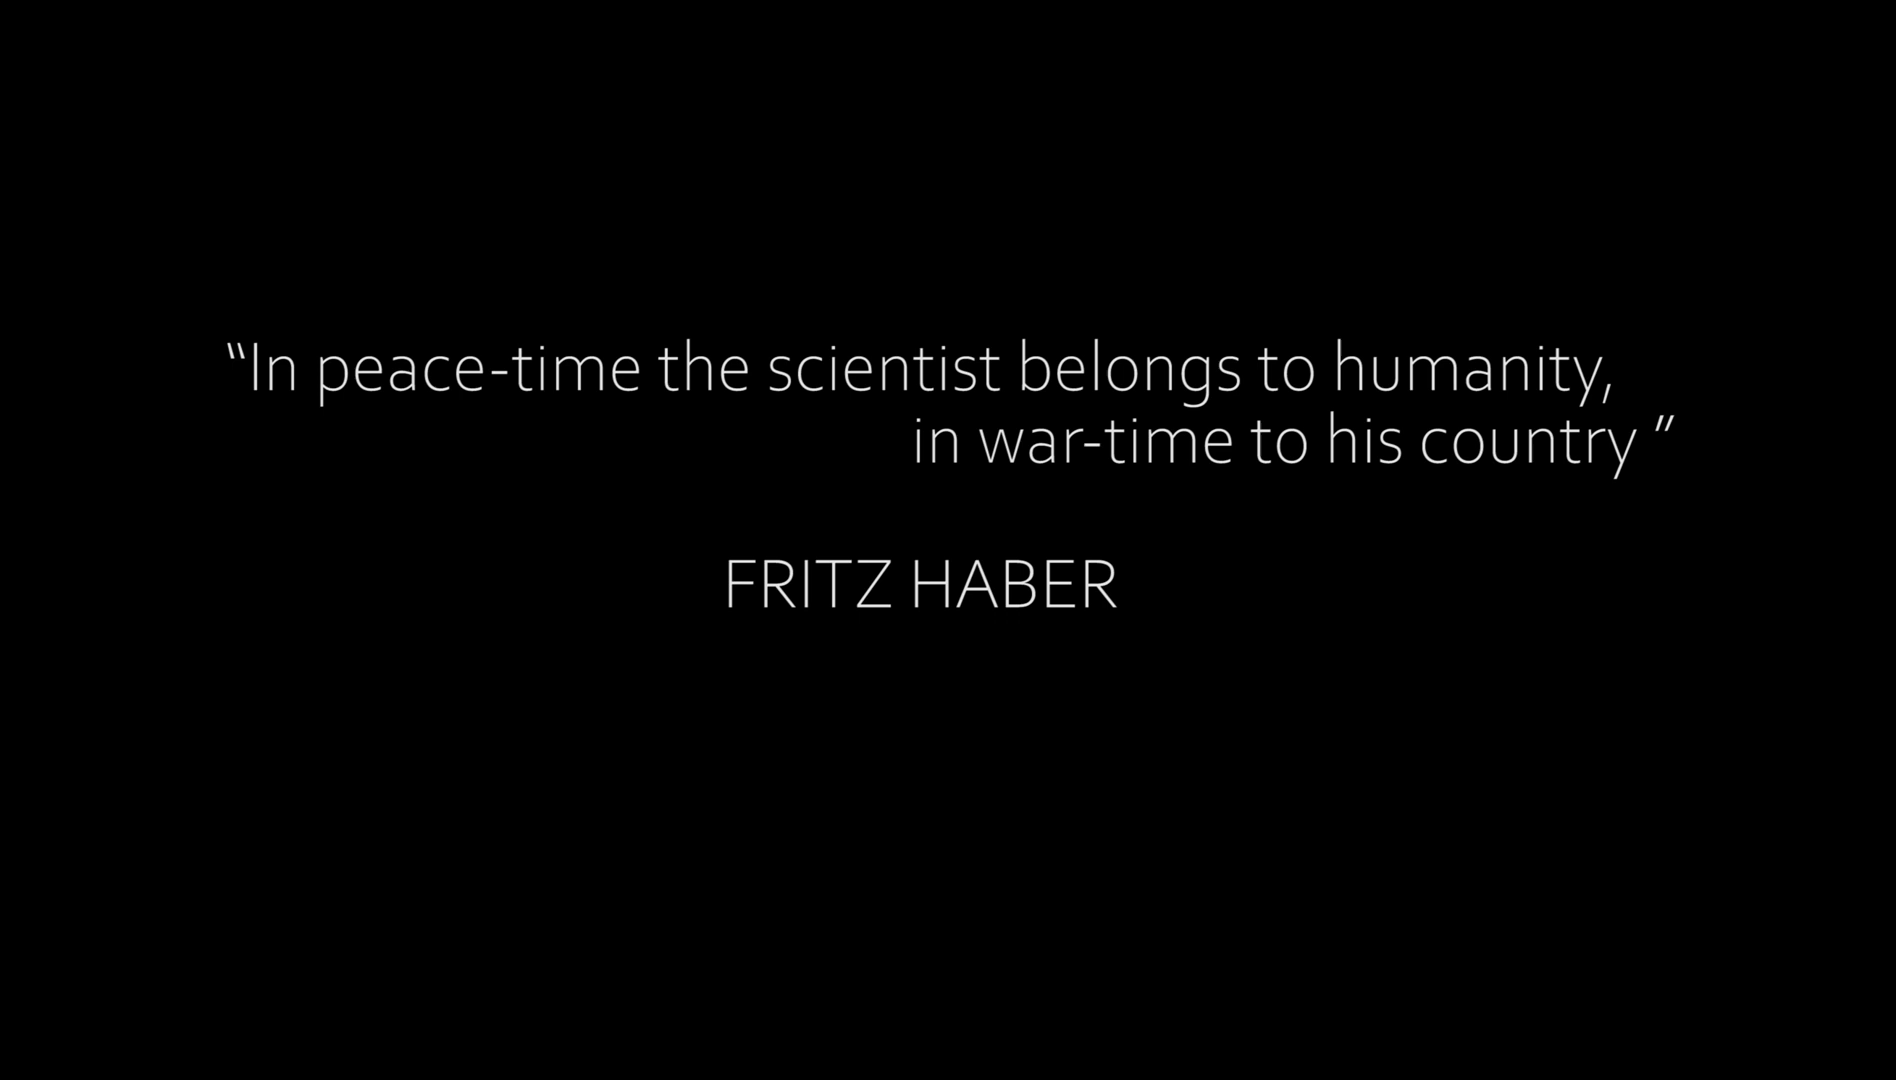 “In peace-time the scientist belongs to humanity,
in war-time to his country ”
FRITZ HABER